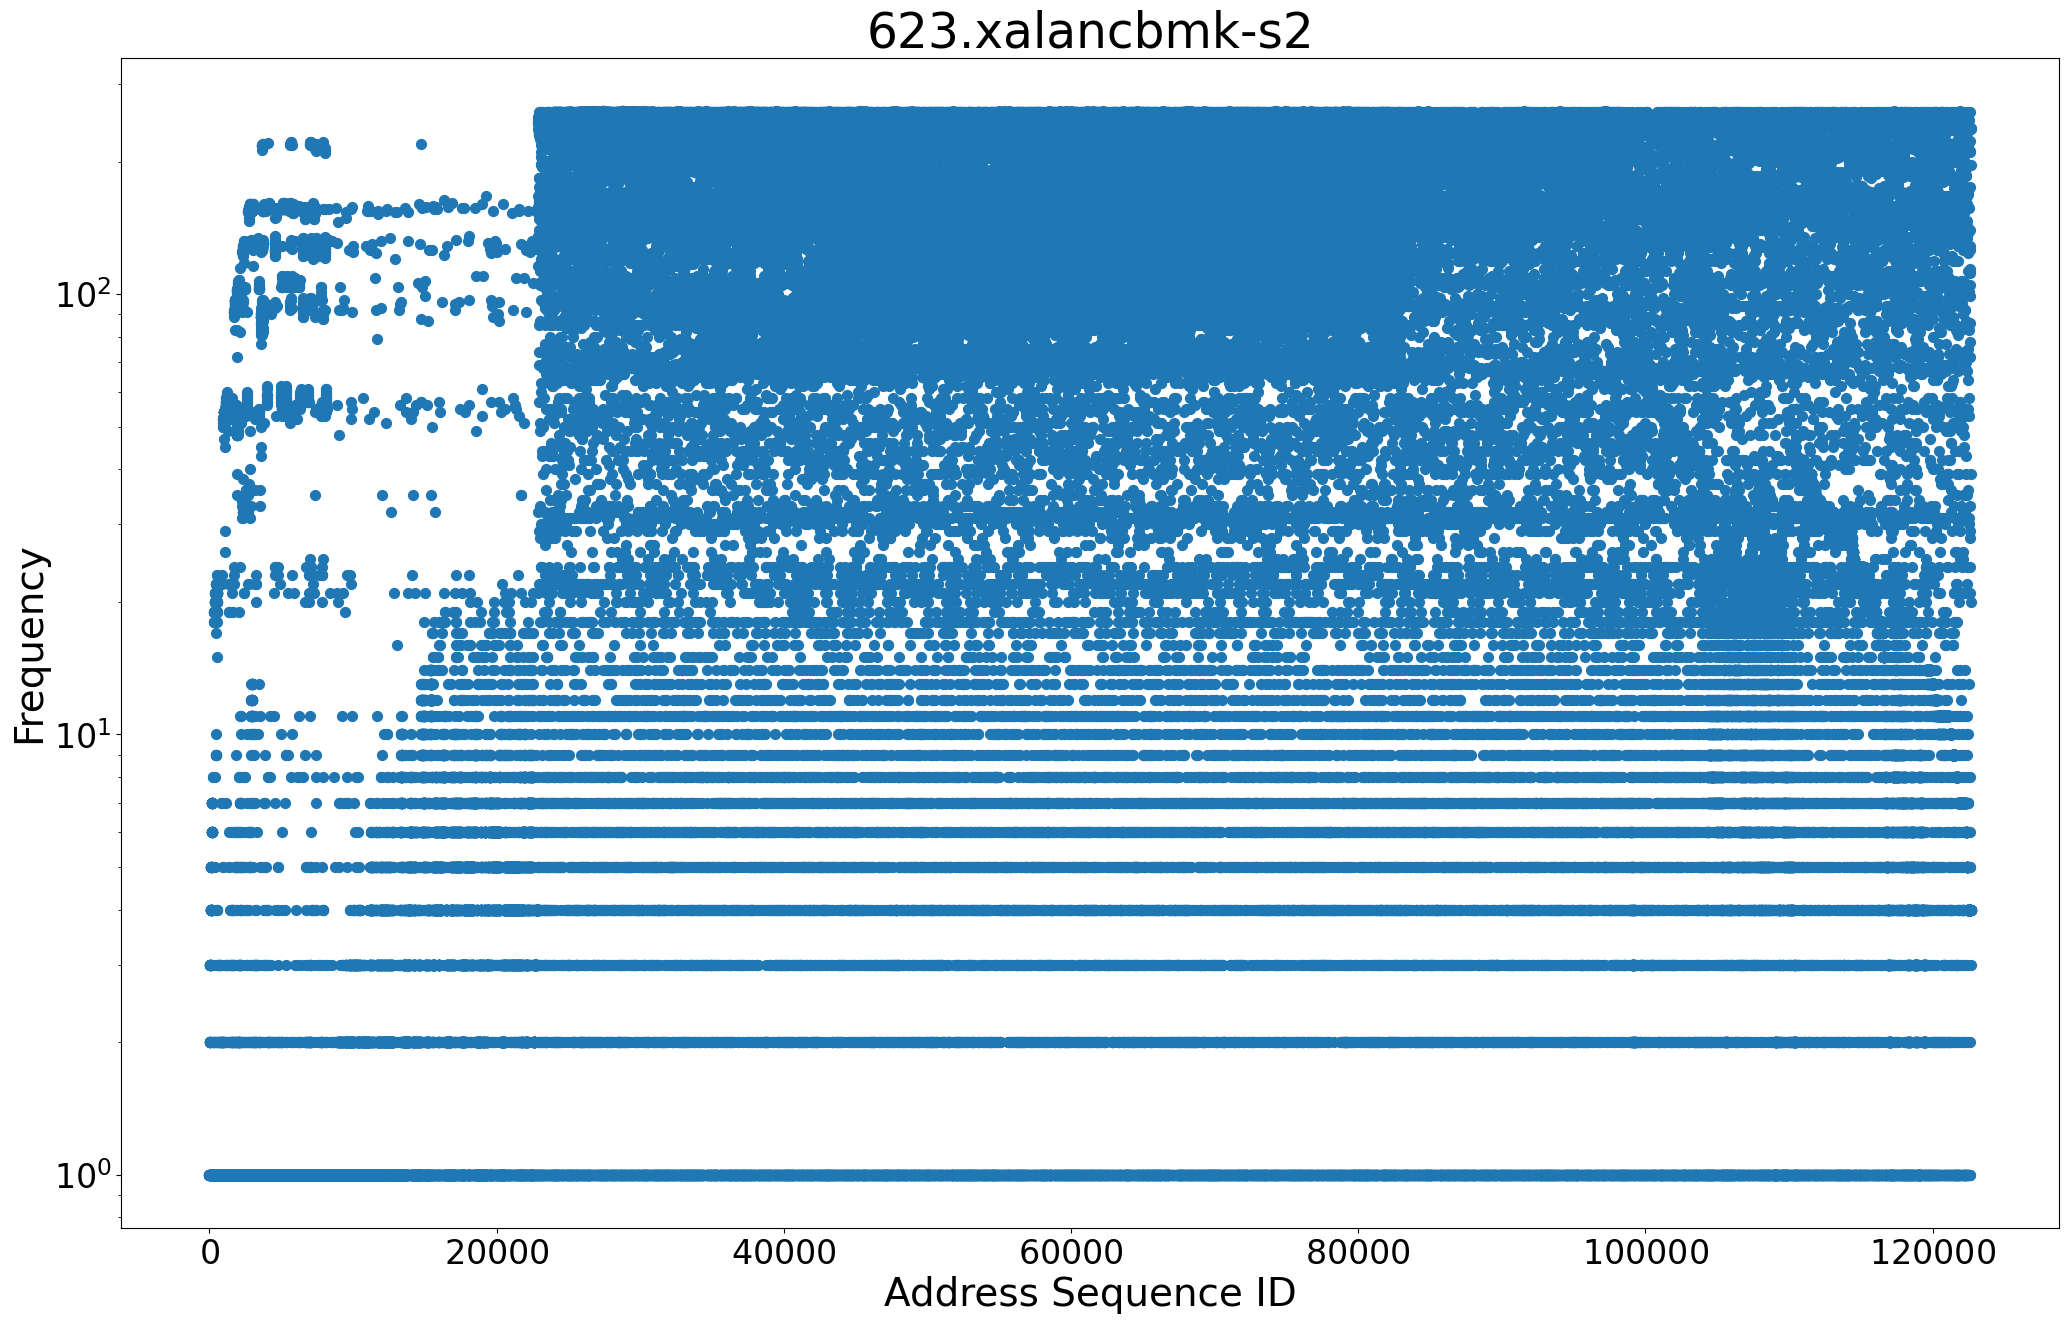 623.xalancbmk-s2
Frequency
10²
10¹
10⁰
0 20000 40000 60000 80000 100000 120000
Address Sequence ID